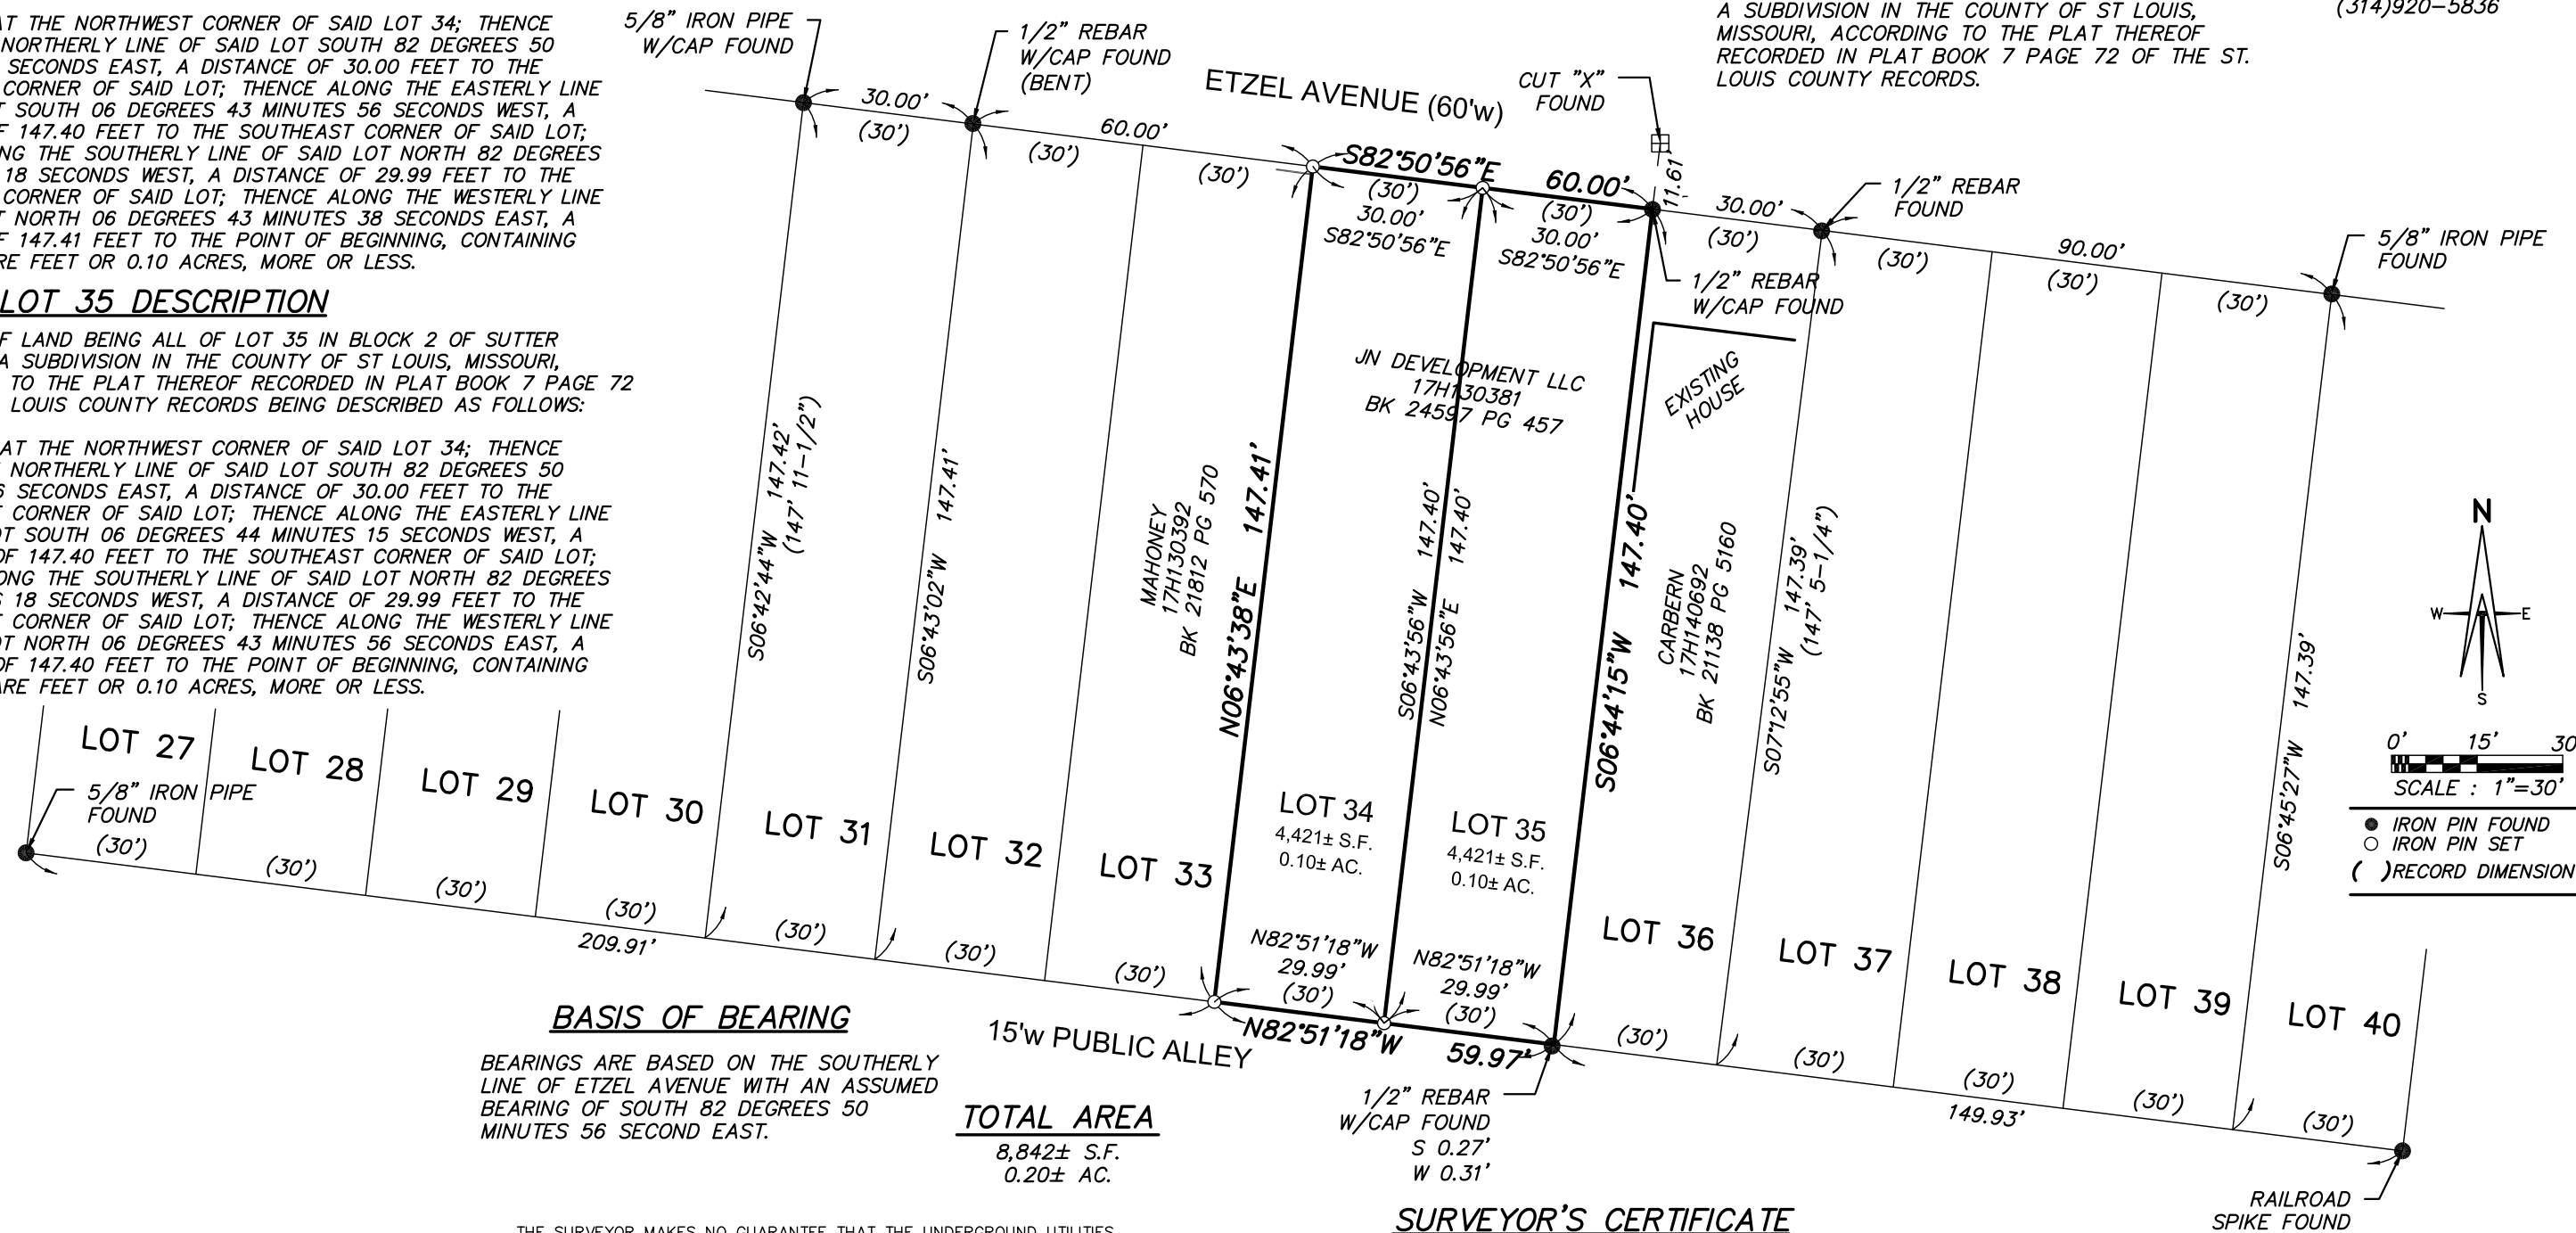 AT THE NORTHWEST CORNER OF SAID LOT 34; THENCE
NORTHERLY LINE OF SAID LOT SOUTH 82 DEGREES 50
SECONDS EAST, A DISTANCE OF 30.00 FEET TO THE
CORNER OF SAID LOT; THENCE ALONG THE EASTERLY LINE
SOUTH 06 DEGREES 43 MINUTES 56 SECONDS WEST, A
147.40 FEET TO THE SOUTHEAST CORNER OF SAID LOT;
THE SOUTHERLY LINE OF SAID LOT NORTH 82 DEGREES
18 SECONDS WEST, A DISTANCE OF 29.99 FEET TO THE
CORNER OF SAID LOT; THENCE ALONG THE WESTERLY LINE
NORTH 06 DEGREES 43 MINUTES 38 SECONDS EAST, A
147.41 FEET TO THE POINT OF BEGINNING, CONTAINING
FEET OR 0.10 ACRES, MORE OR LESS.
LOT 35 DESCRIPTION
LAND BEING ALL OF LOT 35 IN BLOCK 2 OF SUTTER
A SUBDIVISION IN THE COUNTY OF ST LOUIS, MISSOURI,
TO THE PLAT THEREOF RECORDED IN PLAT BOOK 7 PAGE 72
LOUIS COUNTY RECORDS BEING DESCRIBED AS FOLLOWS:
AT THE NORTHWEST CORNER OF SAID LOT 34; THENCE
NORTHERLY LINE OF SAID LOT SOUTH 82 DEGREES 50
SECONDS EAST, A DISTANCE OF 30.00 FEET TO THE
CORNER OF SAID LOT; THENCE ALONG THE EASTERLY LINE
SOUTH 06 DEGREES 44 MINUTES 15 SECONDS WEST, A
OF 147.40 FEET TO THE SOUTHEAST CORNER OF SAID LOT;
THE SOUTHERLY LINE OF SAID LOT NORTH 82 DEGREES
18 SECONDS WEST, A DISTANCE OF 29.99 FEET TO THE
CORNER OF SAID LOT; THENCE ALONG THE WESTERLY LINE
NORTH 06 DEGREES 43 MINUTES 56 SECONDS EAST, A
OF 147.40 FEET TO THE POINT OF BEGINNING, CONTAINING
FEET OR 0.10 ACRES, MORE OR LESS.
A SUBDIVISION IN THE COUNTY OF ST LOUIS,
MISSOURI, ACCORDING TO THE PLAT THEREOF
RECORDED IN PLAT BOOK 7 PAGE 72 OF THE ST.
LOUIS COUNTY RECORDS.
(314)920-5836
5/8" IRON PIPE
W/CAP FOUND
1/2" REBAR
W/CAP FOUND
(BENT)
ETZEL AVENUE (60'w)
CUT "X"
FOUND
11.61'
30.00'
(30')
(30')
60.00'
(30')
S82°50'56"E
60.00'
(30')
30.00'
S82°50'56"E
(30')
30.00'
S82°50'56"E
30.00'
(30')
1/2" REBAR
FOUND
1/2" REBAR
W/CAP FOUND
(30')
90.00'
(30')
(30')
5/8" IRON PIPE
FOUND
JN DEVELOPMENT LLC
17H130381
BK 24597 PG 457
EXISTING
HOUSE
S06°42'44"W 147.42'
(147' 11-1/2")
S06°43'02"W 147.41'
MAHONEY
17H130392
BK 21812 PG 570
N06°43'38"E 147.41'
S06°43'56"W 147.40'
N06°43'56"E 147.40'
S06°44'15"W 147.40'
CARBERN
17H140692
BK 21138 PG 5160
S07°12'55"W 147.39'
(147' 5-1/4")
S06°45'27"W 147.39'
N
W
E
S
0' 15' 30
SCALE : 1"=30'
IRON PIN FOUND
IRON PIN SET
( )RECORD DIMENSION
LOT 27
LOT 28
LOT 29
LOT 30
LOT 31
LOT 32
LOT 33
LOT 34
4,421± S.F.
0.10± AC.
LOT 35
4,421± S.F.
0.10± AC.
LOT 36
LOT 37
LOT 38
LOT 39
LOT 40
5/8" IRON PIPE
FOUND
(30')
(30')
(30')
(30')
209.91'
(30')
(30')
(30')
N82°51'18"W
29.99'
(30')
N82°51'18"W
29.99'
(30')
N82°51'18"W
59.97'
(30')
(30')
(30')
149.93'
(30')
(30')
15'w PUBLIC ALLEY
BASIS OF BEARING
BEARINGS ARE BASED ON THE SOUTHERLY
LINE OF ETZEL AVENUE WITH AN ASSUMED
BEARING OF SOUTH 82 DEGREES 50
MINUTES 56 SECOND EAST.
TOTAL AREA
8,842± S.F.
0.20± AC.
1/2" REBAR
W/CAP FOUND
S 0.27'
W 0.31'
RAILROAD
SPIKE FOUND
SURVEYOR'S CERTIFICATE
THE SURVEYOR MAKES NO GUARANTEE THAT THE UNDERGROUND UTILITIES